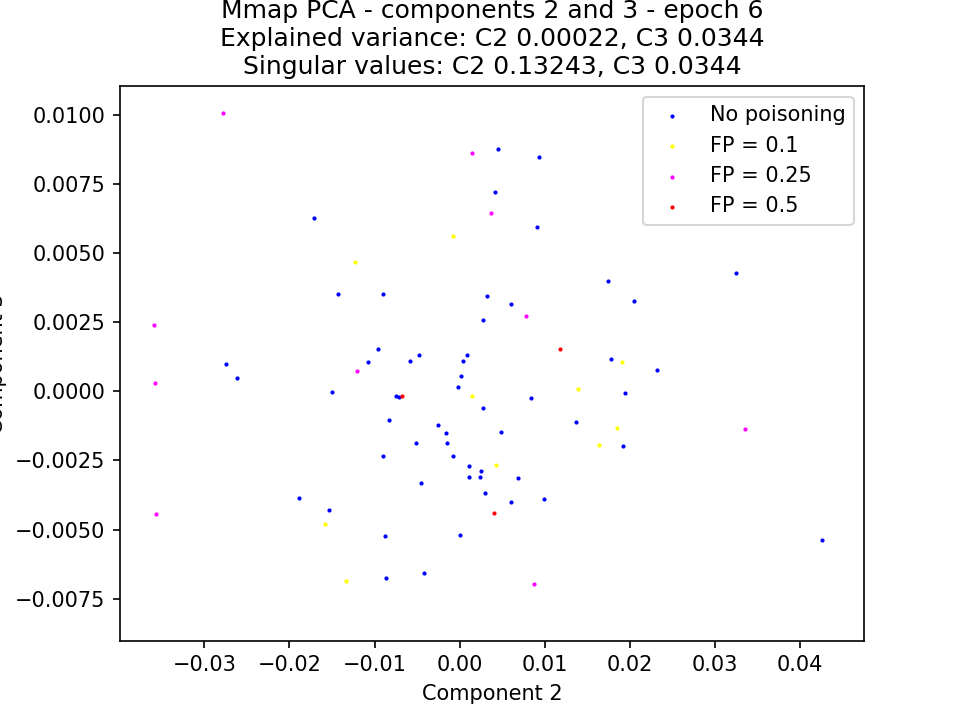 Mmap PCA - components 2 and 3 - epoch 6
Explained variance: C2 0.00022, C3 0.0344
Singular values: C2 0.13243, C3 0.0344
No poisoning
FP = 0.1
FP = 0.25
FP = 0.5
0.0100
0.0075
0.0050
0.0025
0.0000
−0.0025
−0.0050
−0.0075
−0.03
−0.02
−0.01
0.00
0.01
0.02
0.03
0.04
Component 2